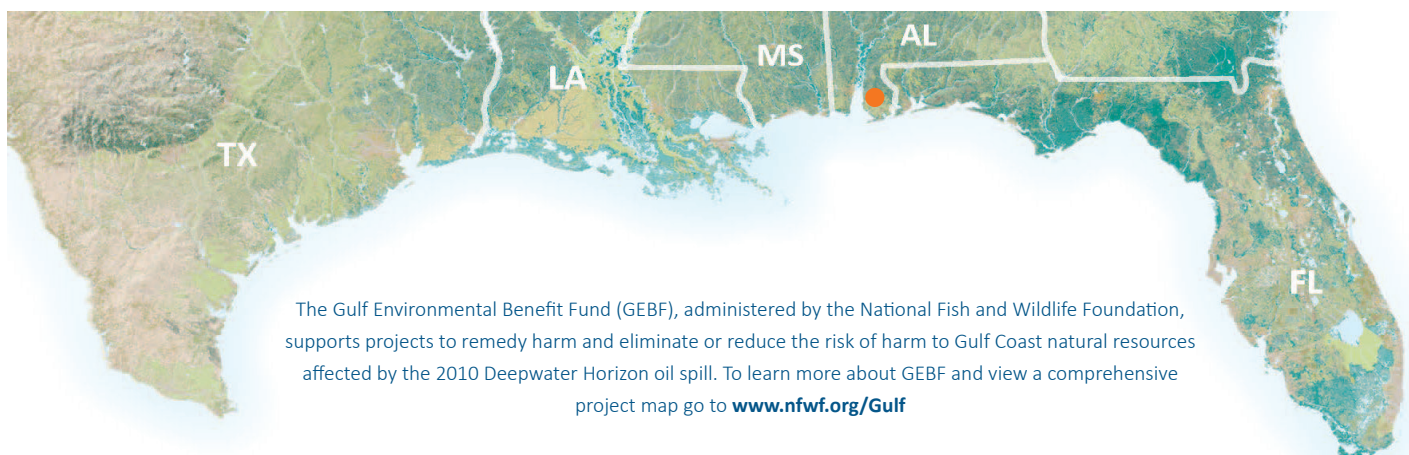 AL
MS
LA
TX
FL
The Gulf Environmental Benefit Fund (GEBF), administered by the National Fish and Wildlife Foundation,
supports projects to remedy harm and eliminate or reduce the risk of harm to Gulf Coast natural resources
affected by the 2010 Deepwater Horizon oil spill. To learn more about GEBF and view a comprehensive
project map go to www.nfwf.org/Gulf